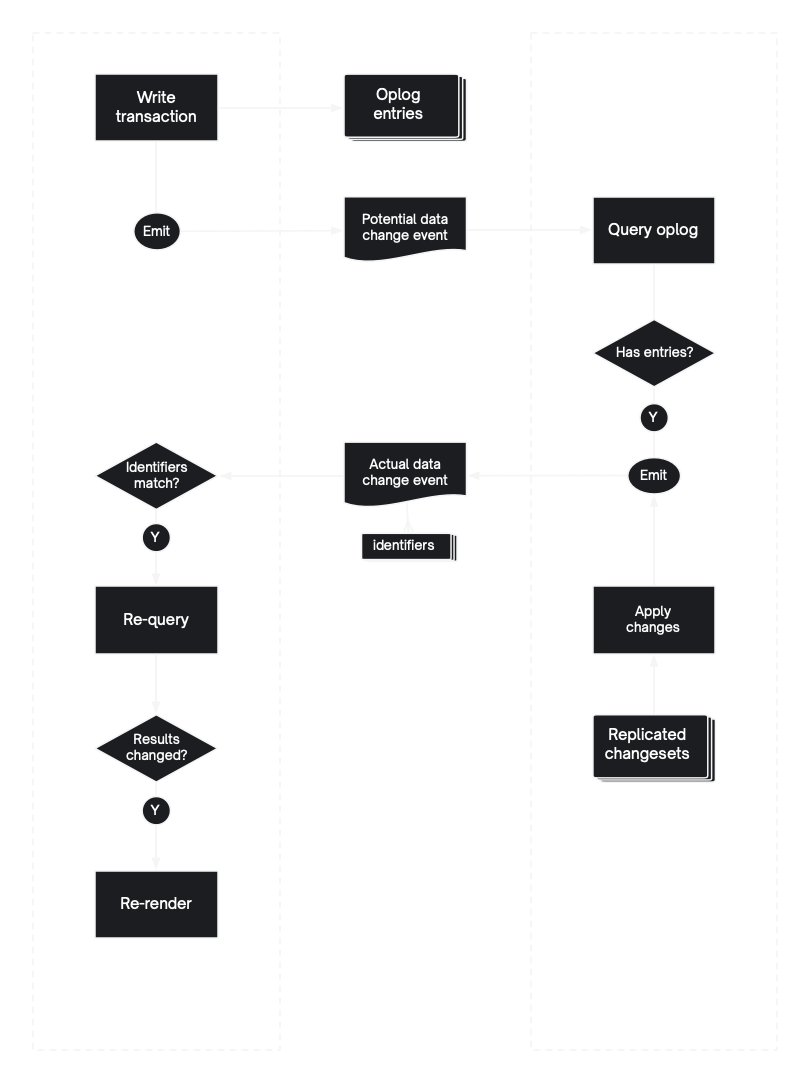 Write
transaction
Oplog
entries
Emit
Potential data
change event
Query oplog
Has entries?
Y
Identifiers
match?
Actual data
change event
Emit
Y
identifiers
Re-query
Apply
changes
Results
changed?
Replicated
changesets
Y
Re-render